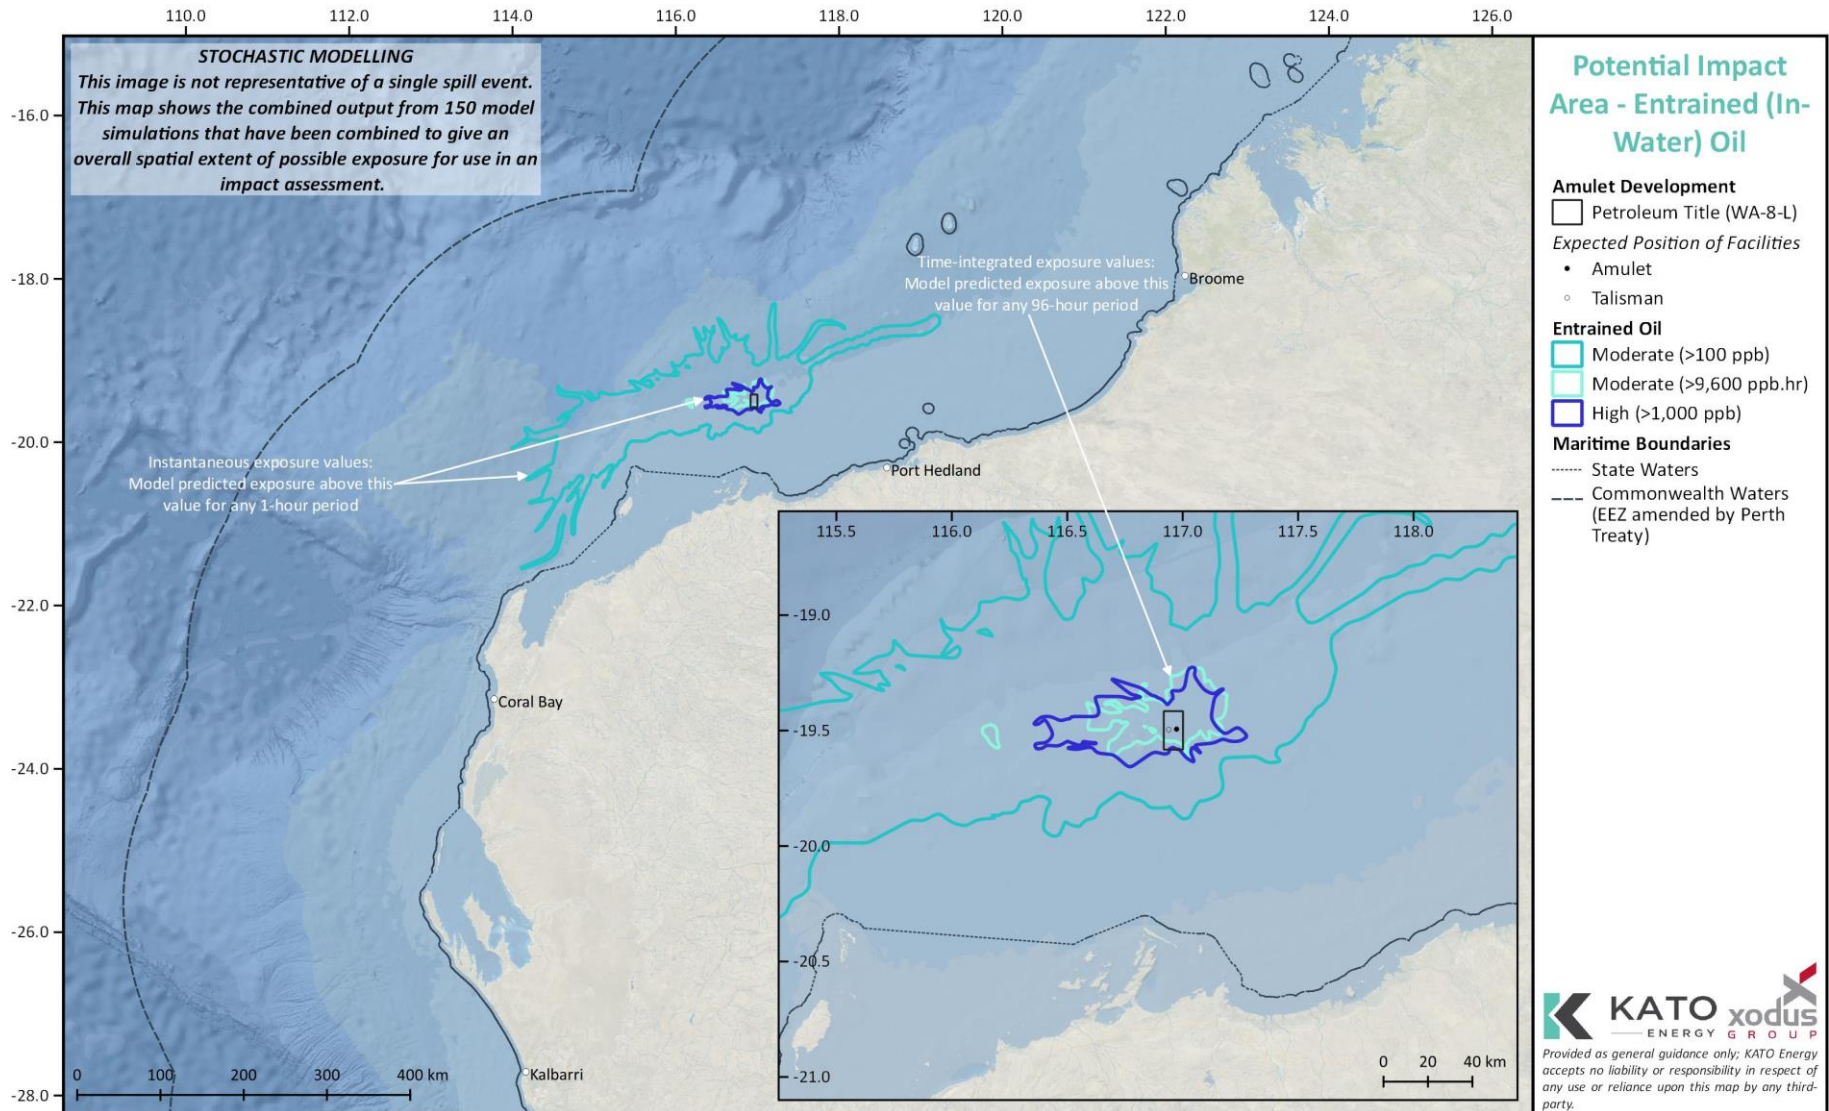 110.0 112.0 114.0 116.0 118.0 120.0 122.0 124.0 126.0
STOCHASTIC MODELLING
This image is not representative of a single spill event.
This map shows the combined output from 150 model
simulations that have been combined to give an
overall spatial extent of possible exposure for use in an
impact assessment.
-16.0
-18.0
-20.0
-22.0
-24.0
-26.0
-28.0
Time-integrated exposure values:
Model predicted exposure above this
value for any 96-hour period
Broome
Instantaneous exposure values:
Model predicted exposure above this
value for any 1-hour period
Port Hedland
Coral Bay
Kalbarri
0 100 200 300 400 km
115.5 116.0 116.5 117.0 117.5 118.0
-19.0
-19.5
-20.0
-20.5
-21.0
0 20 40 km
Potential Impact
Area - Entrained (In-
Water) Oil
Amulet Development
Petroleum Title (WA-8-L)
Expected Position of Facilities
Amulet
Talisman
Entrained Oil
Moderate (>100 ppb)
Moderate (>9,600 ppb.hr)
High (>1,000 ppb)
Maritime Boundaries
State Waters
Commonwealth Waters
(EEZ amended by Perth
Treaty)
KATO
ENERGY
xodus
GROUP
Provided as general guidance only; KATO Energy
accepts no liability or responsibility in respect of
any use or reliance upon this map by any third-
party.